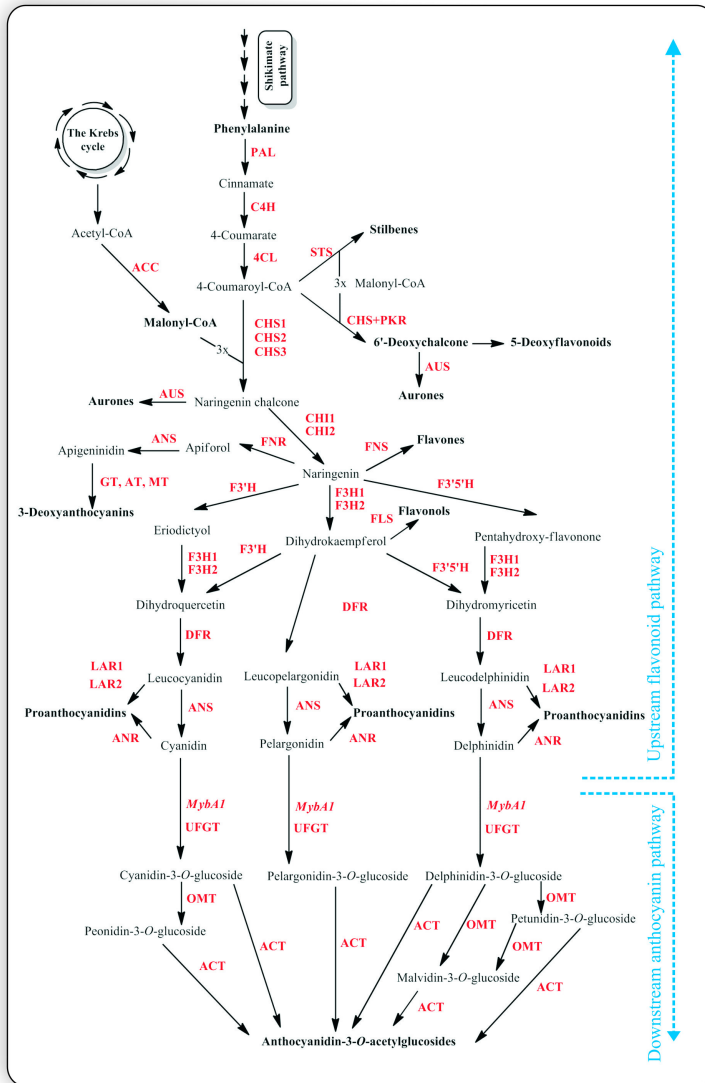 Shikimate
pathway
Phenylalanine
The Krebs
cycle
PAL
Cinnamate
C4H
Acetyl-CoA
4-Coumarate
Stilbenes
4CL
STS
ACC
4-Coumaroyl-CoA
3x Malonyl-CoA
Malonyl-CoA
CHS1
CHS2
CHS3
CHS+PKR
3x
6'-Deoxychalcone
5-Deoxyflavonoids
AUS
Aurones
AUS
Naringenin chalcone
Aurones
CHI1
CHI2
ANS
Apiforol
FNR
FNS
Flavones
Apigeninidin
Naringenin
GT, AT, MT
F3'H
F3H1
F3H2
F3'5'H
3-Deoxyanthocyanins
FLS
Flavonols
Eriodictyol
Dihydrokaempferol
Pentahydroxy-flavonone
F3H1
F3H2
F3'H
F3'5'H
F3H1
F3H2
Dihydroquercetin
DFR
Dihydromyricetin
DFR
DFR
LAR1
LAR2
Leucocyanidin
Leucopelargonidin
LAR1
LAR2
Leucodelphinidin
LAR1
LAR2
Proanthocyanidins
ANS
ANS
Proanthocyanidins
ANS
Proanthocyanidins
ANR
Cyanidin
Pelargonidin
ANR
Delphinidin
ANR
MybA1
UFGT
MybA1
UFGT
MybA1
UFGT
Cyanidin-3-O-glucoside
Pelargonidin-3-O-glucoside
Delphinidin-3-O-glucoside
OMT
OMT
Peonidin-3-O-glucoside
Petunidin-3-O-glucoside
ACT
ACT
ACT
ACT
OMT
OMT
Malvidin-3-O-glucoside
ACT
ACT
Anthocyanidin-3-O-acetylglucosides
Upstream flavonoid pathway
Downstream anthocyanin pathway